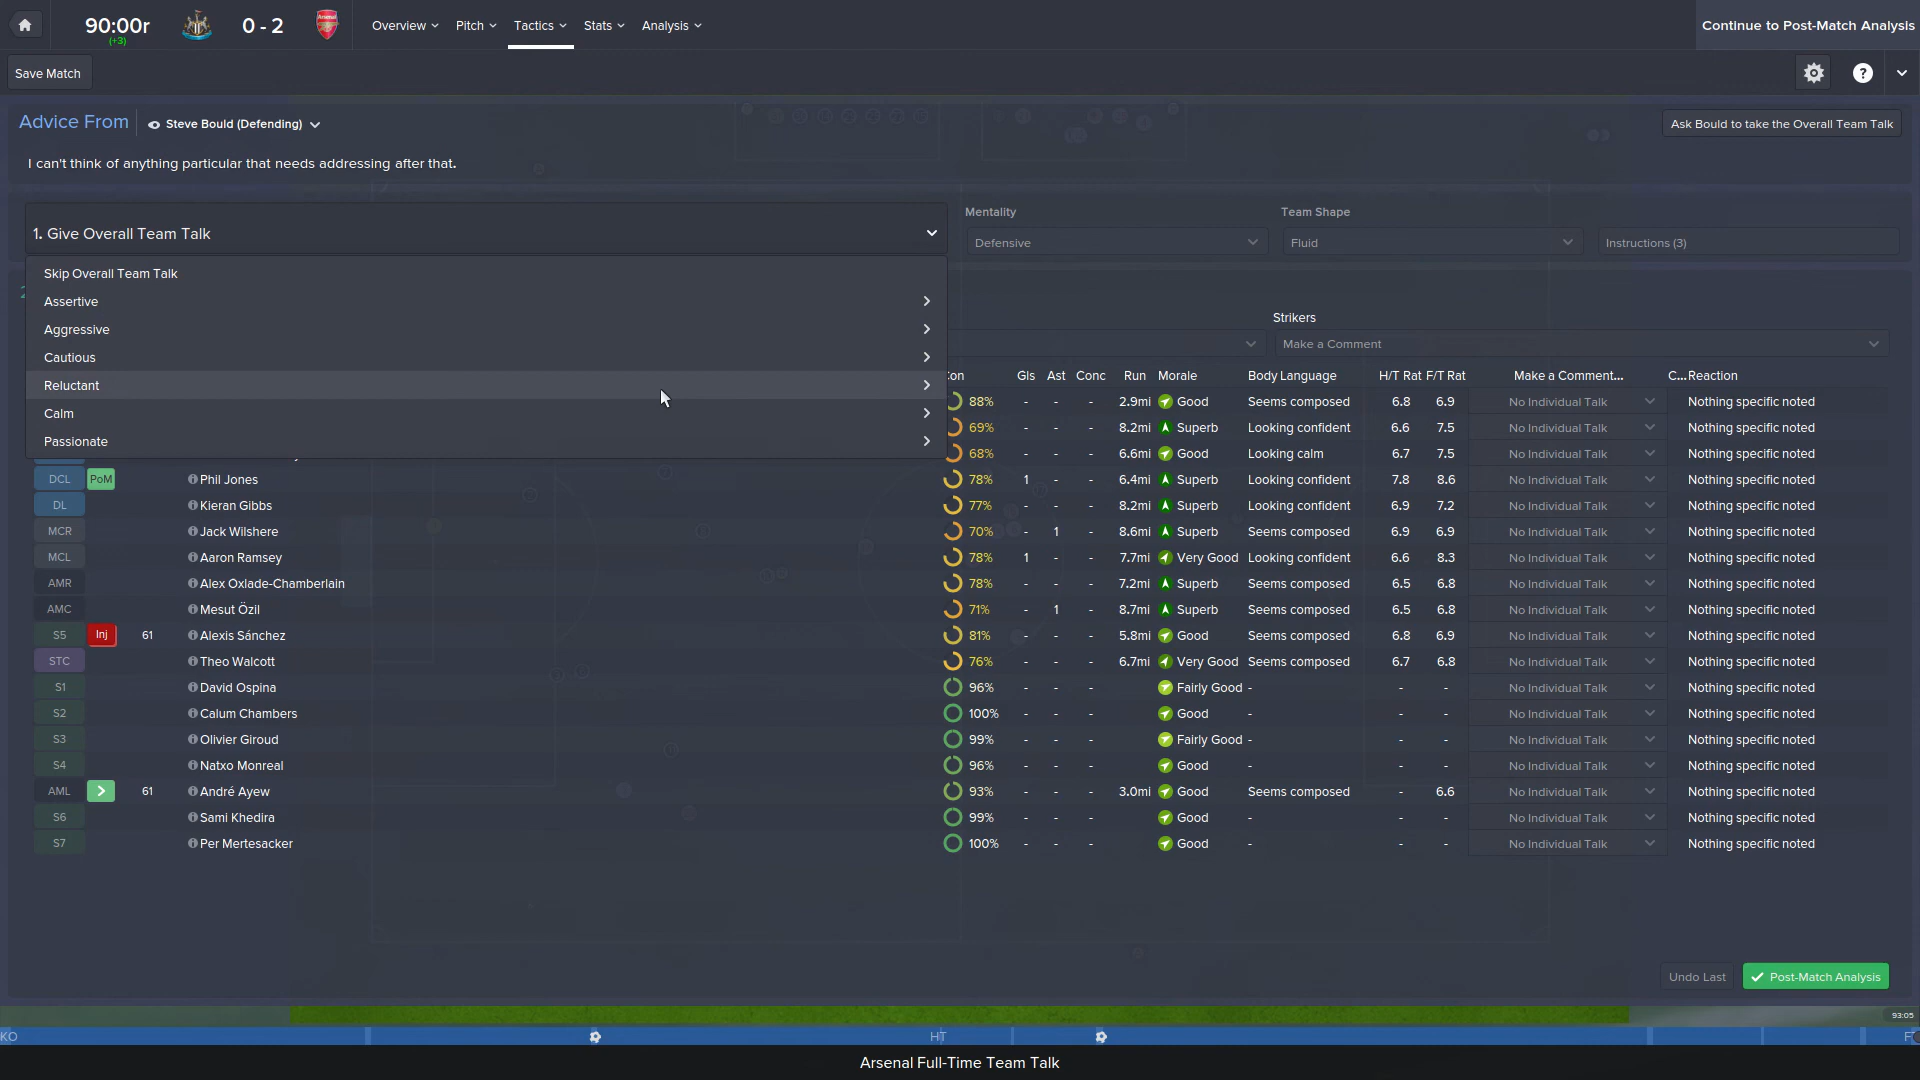 90:00r
(+3)
0 - 2
Overview
Pitch
Tactics
Stats
Analysis
Continue to Post-Match Analysis
Save Match
?
Advice From
Steve Bould (Defending)
Ask Bould to take the Overall Team Talk
I can't think of anything particular that needs addressing after that.
1. Give Overall Team Talk
Mentality
Team Shape
Defensive
Fluid
Instructions (3)
Skip Overall Team Talk
Assertive
Aggressive
Cautious
Reluctant
Calm
Passionate
Strikers
Make a Comment
Gls Ast Conc Run Morale Body Language H/T Rat F/T Rat Make a Comment... C... Reaction
88% - - - 2.9mi Good Seems composed 6.8 6.9 No Individual Talk Nothing specific noted
69% - - - 8.2mi Superb Looking confident 6.6 7.5 No Individual Talk Nothing specific noted
68% - - - 6.6mi Good Looking calm 6.7 7.5 No Individual Talk Nothing specific noted
DCL PoM Phil Jones 78% 1 - - 6.4mi Superb Looking confident 7.8 8.6 No Individual Talk Nothing specific noted
DL Kieran Gibbs 77% - - - 8.2mi Superb Looking confident 6.9 7.2 No Individual Talk Nothing specific noted
MCR Jack Wilshere 70% - 1 - 8.6mi Superb Seems composed 6.9 6.9 No Individual Talk Nothing specific noted
MCL Aaron Ramsey 78% 1 - - 7.7mi Very Good Looking confident 6.6 8.3 No Individual Talk Nothing specific noted
AMR Alex Oxlade-Chamberlain 78% - - - 7.2mi Superb Seems composed 6.5 6.8 No Individual Talk Nothing specific noted
AMC Mesut Özil 71% - 1 - 8.7mi Superb Seems composed 6.5 6.8 No Individual Talk Nothing specific noted
S5 Inj 61 Alexis Sánchez 81% - - - 5.8mi Good Seems composed 6.8 6.9 No Individual Talk Nothing specific noted
STC Theo Walcott 76% - - - 6.7mi Very Good Seems composed 6.7 6.8 No Individual Talk Nothing specific noted
S1 David Ospina 96% - - - Fairly Good - - - No Individual Talk Nothing specific noted
S2 Calum Chambers 100% - - - Good - - - No Individual Talk Nothing specific noted
S3 Olivier Giroud 99% - - - Fairly Good - - - No Individual Talk Nothing specific noted
S4 Natxo Monreal 96% - - - Good - - - No Individual Talk Nothing specific noted
AML 61 André Ayew 93% - - - 3.0mi Good Seems composed - 6.6 No Individual Talk Nothing specific noted
S6 Sami Khedira 99% - - - Good - - - No Individual Talk Nothing specific noted
S7 Per Mertesacker 100% - - - Good - - - No Individual Talk Nothing specific noted
Undo Last
Post-Match Analysis
93:05
KO
HT
Arsenal Full-Time Team Talk